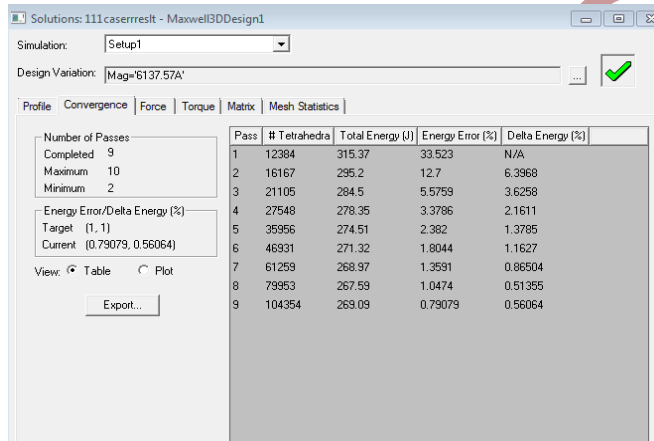 Solutions: 111caserrreslt - Maxwell3DDesign1
Simulation: Setup1
Design Variation: Mag='6137.57A' ...
Profile Convergence Force Torque Matrix Mesh Statistics
Number of Passes
Completed 9
Maximum 10
Minimum 2
Energy Error/Delta Energy (%)
Target (1, 1)
Current (0.79079, 0.56064)
View: Table Plot
Export...
Pass # Tetrahedra Total Energy (J) Energy Error (%) Delta Energy (%)
1 12384 315.37 33.523 N/A
2 16167 295.2 12.7 6.3968
3 21105 284.5 5.5759 3.6258
4 27548 278.35 3.3786 2.1611
5 35956 274.51 2.382 1.3785
6 46931 271.32 1.8044 1.1627
7 61259 268.97 1.3591 0.86504
8 79953 267.59 1.0474 0.51355
9 104354 269.09 0.79079 0.56064